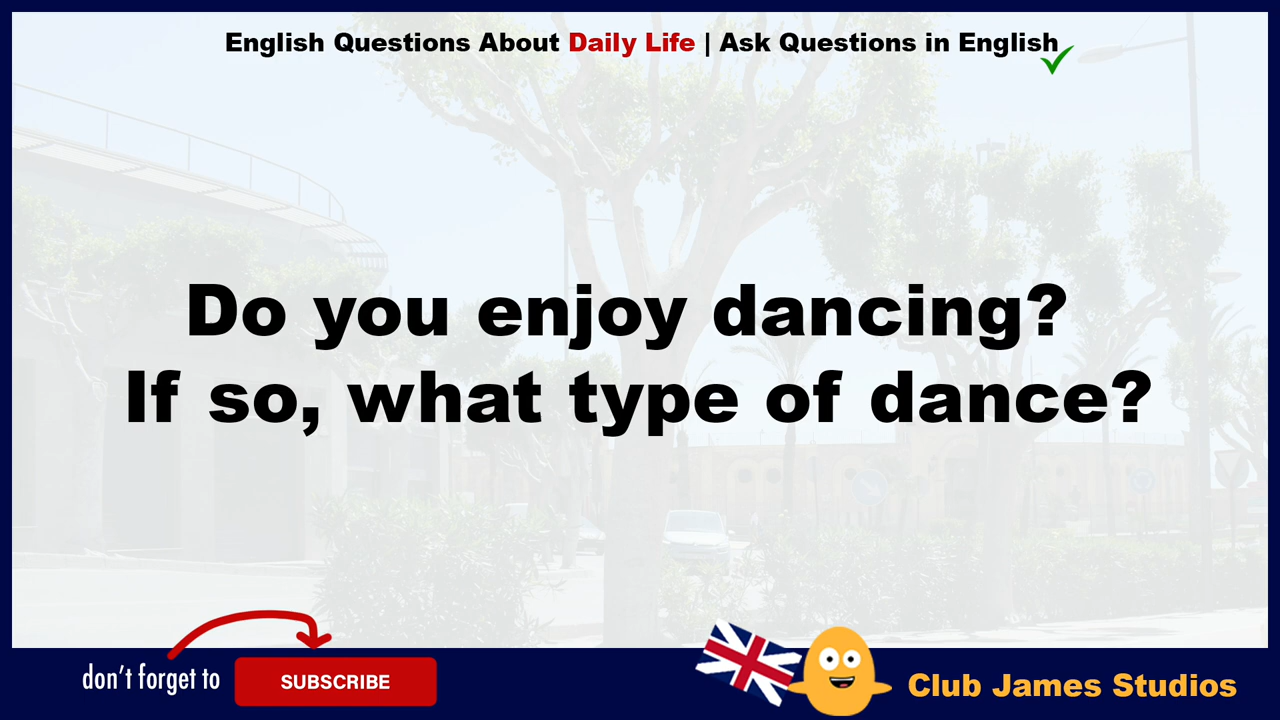 English Questions About Daily Life | Ask Questions in English
Do you enjoy dancing?
If so, what type of dance?
don't forget to
SUBSCRIBE
Club James Studios